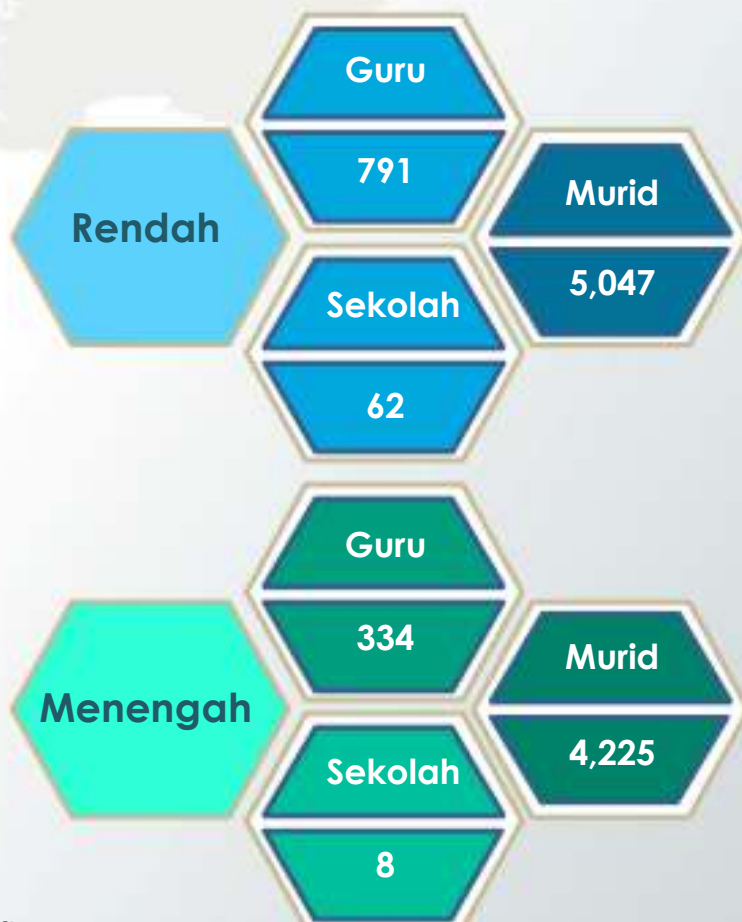 Rendah
Guru
791
Sekolah
62
Murid
5,047
Menengah
Guru
334
Sekolah
8
Murid
4,225